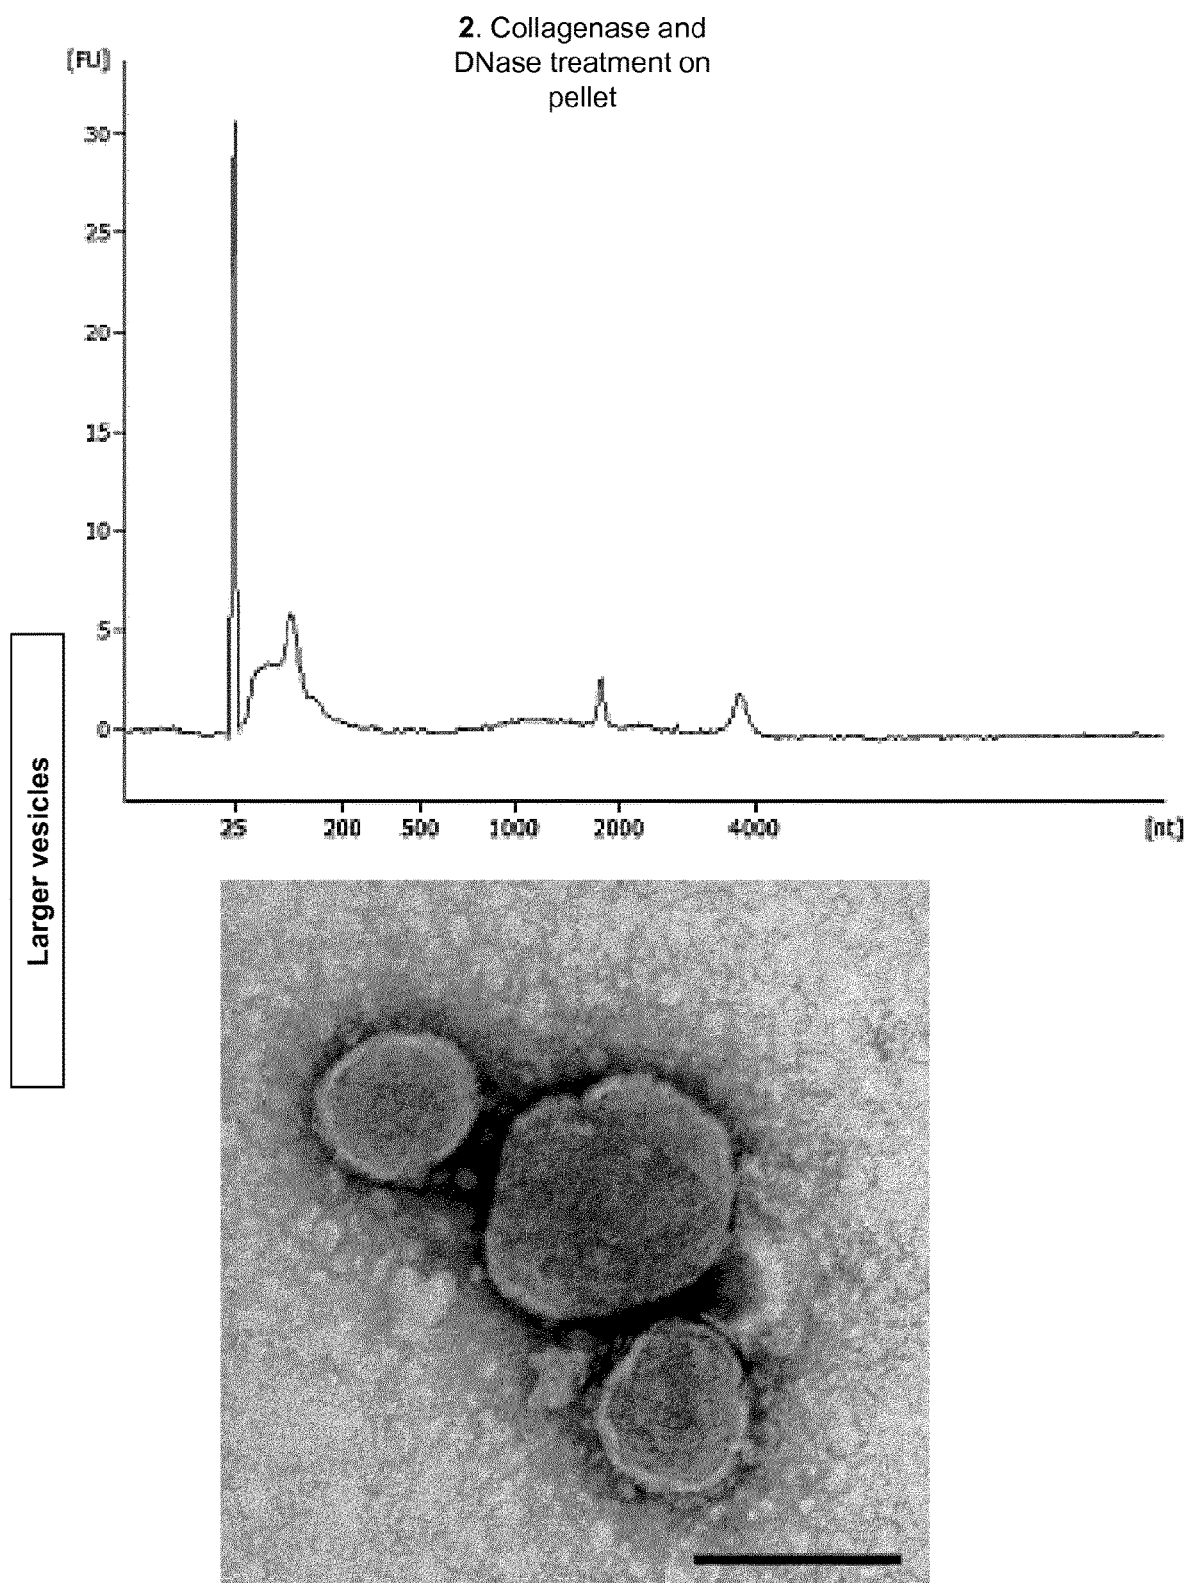 2. Collagenase and
DNase treatment on
pellet
[FU]
30
25
20
15
10
5
0
25 200 500 1000 2000 4000 [nt]
Larger vesicles